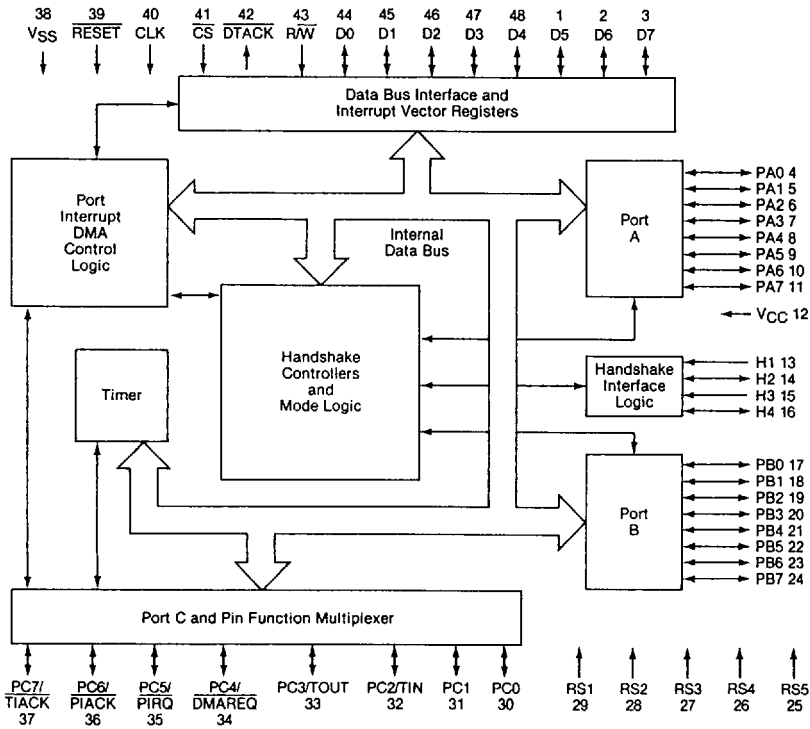 38 39 40 41 42 43 44 45 46 47 48 1 2 3
VSS RESET CLK CS DTACK R/W D0 D1 D2 D3 D4 D5 D6 D7
Data Bus Interface and
Interrupt Vector Registers
Port
Interrupt
DMA
Control
Logic
Internal
Data Bus
Port
A
PA0 4
PA1 5
PA2 6
PA3 7
PA4 8
PA5 9
PA6 10
PA7 11
VCC 12
Handshake
Controllers
and
Mode Logic
Timer
Handshake
Interface
Logic
H1 13
H2 14
H3 15
H4 16
Port
B
PB0 17
PB1 18
PB2 19
PB3 20
PB4 21
PB5 22
PB6 23
PB7 24
Port C and Pin Function Multiplexer
PC7/
TIACK
37
PC6/
PIACK
36
PC5/
PIRQ
35
PC4/
DMAREQ
34
PC3/TOUT
33
PC2/TIN
32
PC1
31
PC0
30
RS1
29
RS2
28
RS3
27
RS4
26
RS5
25